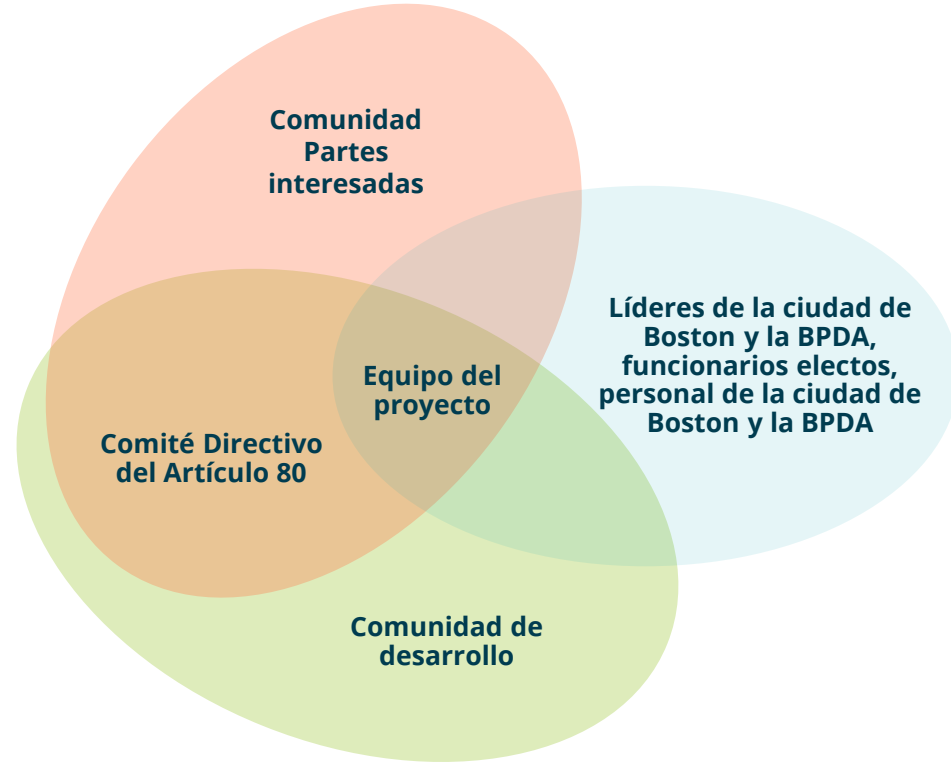 Comunidad
Partes
interesadas
Líderes de la ciudad de
Boston y la BPDA,
funcionarios electos,
personal de la ciudad de
Boston y la BPDA
Equipo del
proyecto
Comité Directivo
del Artículo 80
Comunidad de
desarrollo